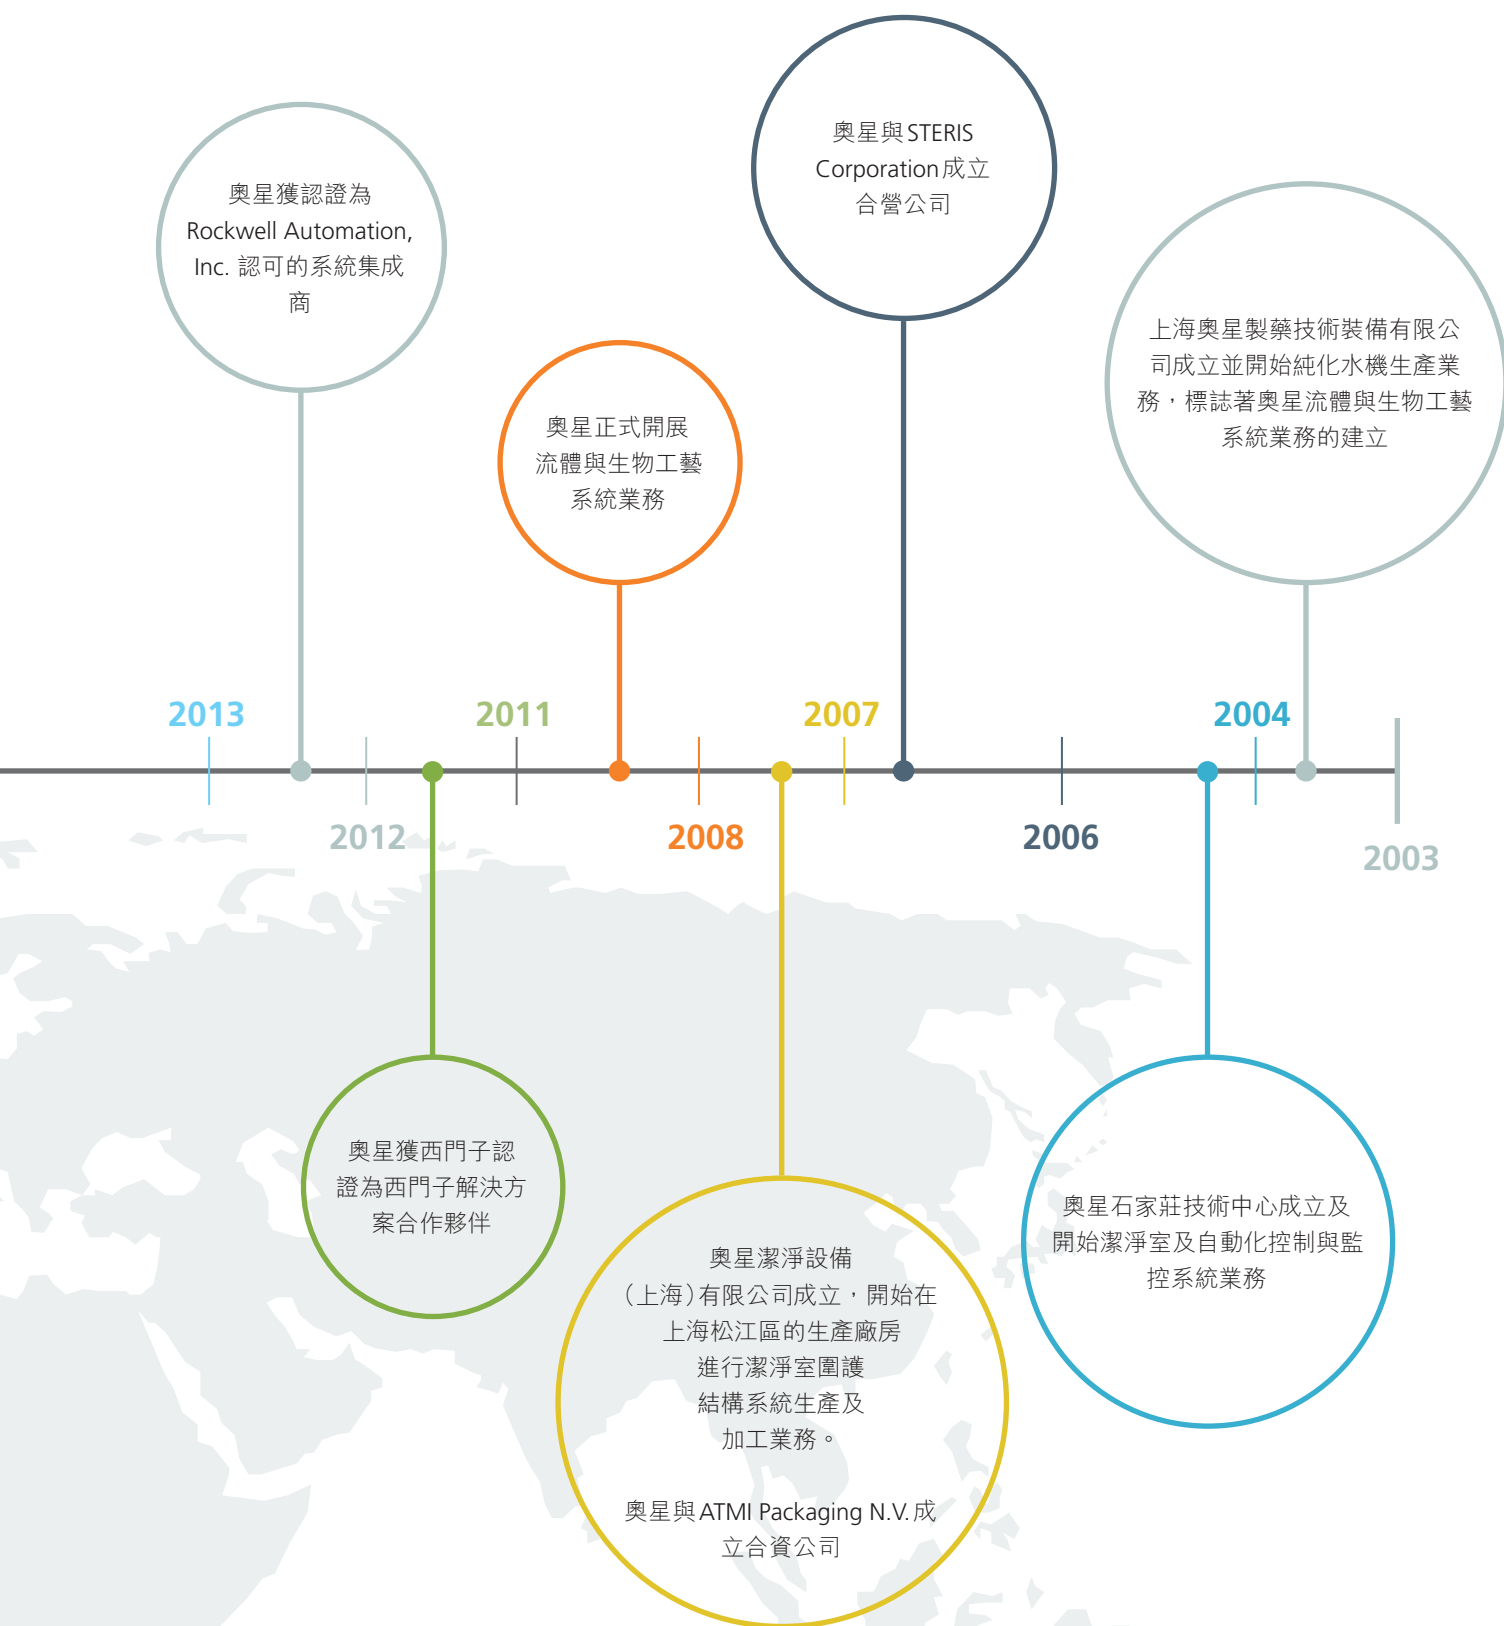 奧星與STERIS
Corporation成立
合營公司
奧星獲認證為
Rockwell Automation,
Inc. 認可的系統集成
商
上海奧星製藥技術裝備有限公
司成立並開始純化水機生產業
務，標誌著奧星流體與生物工藝
系統業務的建立
奧星正式開展
流體與生物工藝
系統業務
2013
2011
2007
2004
2012
2008
2006
2003
奧星獲西門子認
證為西門子解決方
案合作夥伴
奧星潔淨設備
（上海）有限公司成立，開始在
上海松江區的生產廠房
進行潔淨室圍護
結構系統生產及
加工業務。
奧星與ATMI Packaging N.V.成
立合資公司
奧星石家莊技術中心成立及
開始潔淨室及自動化控制與監
控系統業務